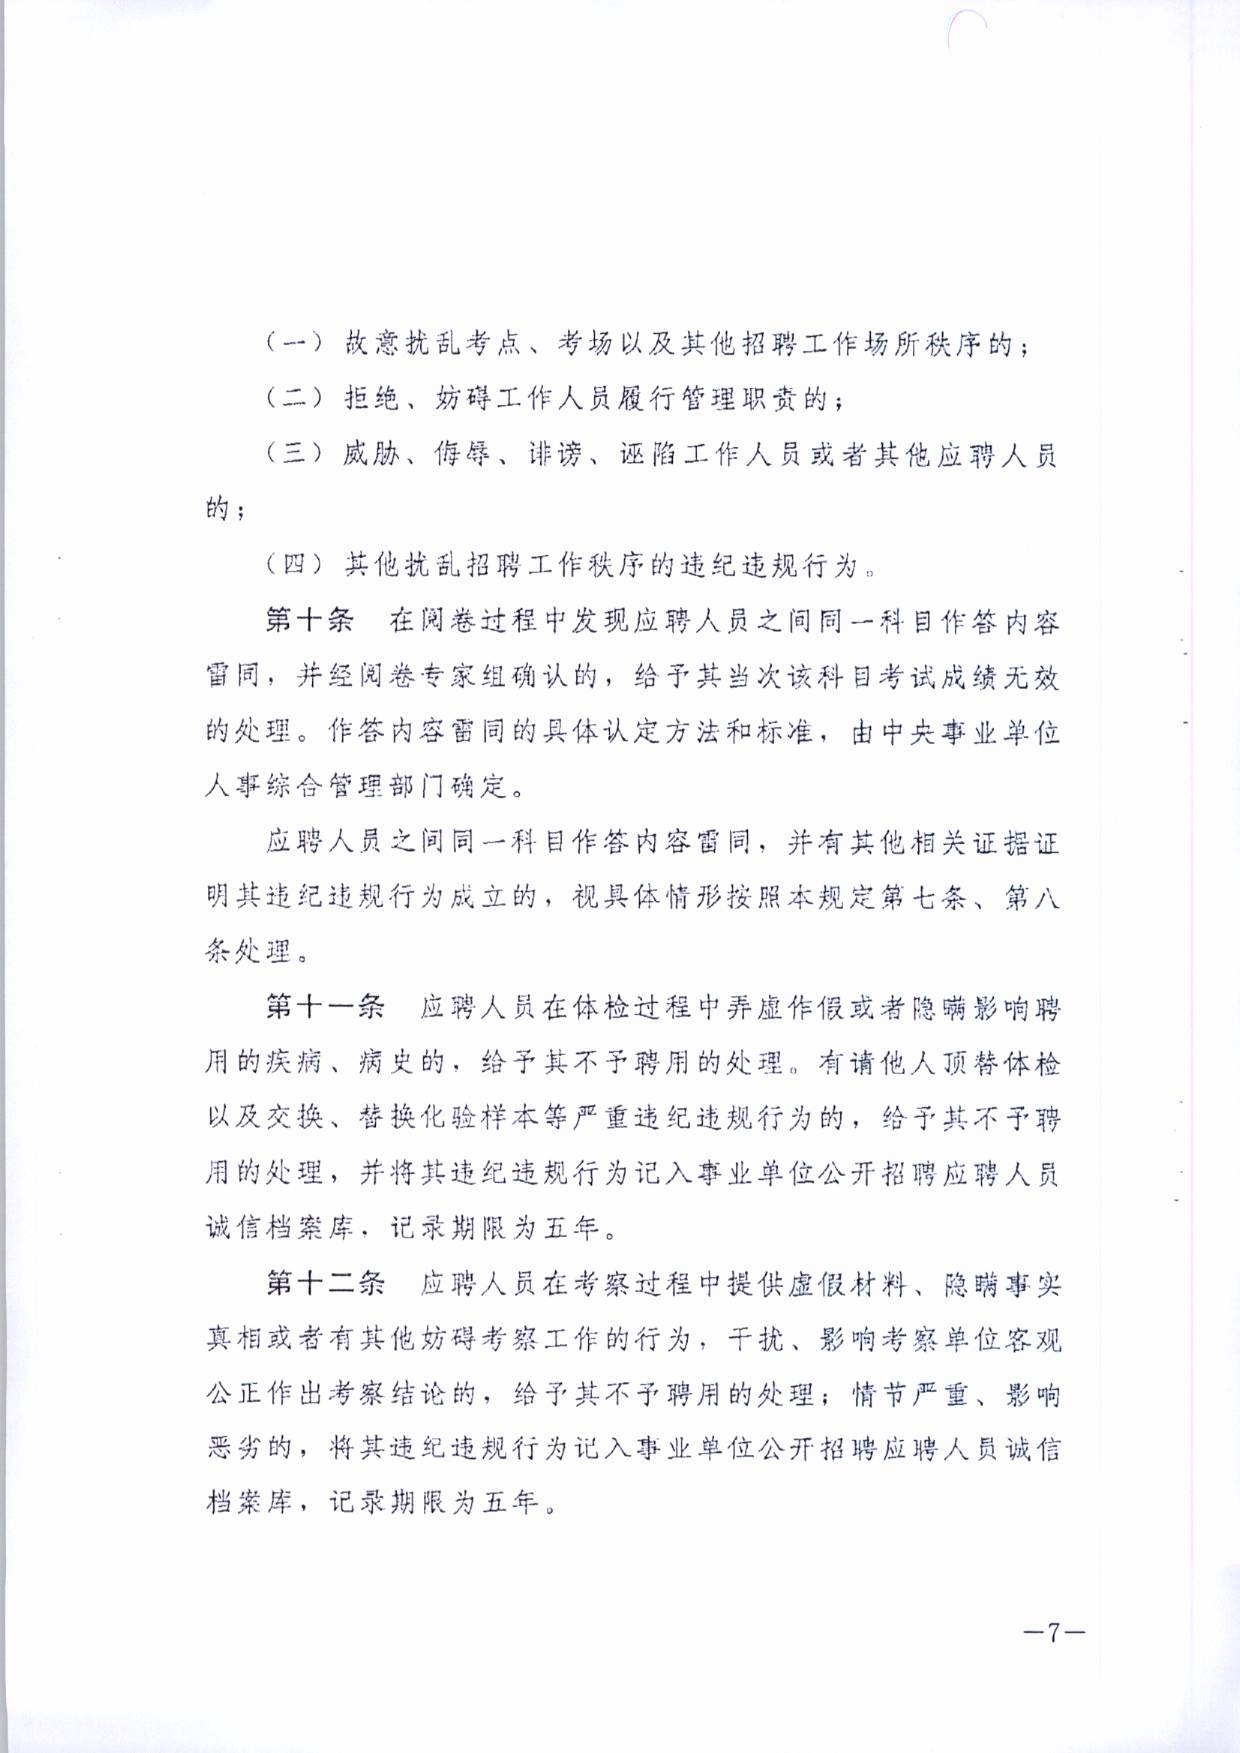 （一）故意扰乱考点、考场以及其他招聘工作场所秩序的；
（二）拒绝、妨碍工作人员履行管理职责的；
（三）威胁、侮辱、诽谤、诬陷工作人员或者其他应聘人员
的；
（四）其他扰乱招聘工作秩序的违纪违规行为。
第十条　在阅卷过程中发现应聘人员之间同一科目作答内容
雷同，并经阅卷专家组确认的，给予其当次该科目考试成绩无效
的处理。作答内容雷同的具体认定方法和标准，由中央事业单位
人事综合管理部门确定。
应聘人员之间同一科目作答内容雷同，并有其他相关证据证
明其违纪违规行为成立的，视具体情形按照本规定第七条、第八
条处理。
第十一条　应聘人员在体检过程中弄虚作假或者隐瞒影响聘
用的疾病、病史的，给予其不予聘用的处理。有请他人顶替体检
以及交换、替换化验样本等严重违纪违规行为的，给予其不予聘
用的处理，并将其违纪违规行为记入事业单位公开招聘应聘人员
诚信档案库，记录期限为五年。
第十二条　应聘人员在考察过程中提供虚假材料、隐瞒事实
真相或者有其他妨碍考察工作的行为，干扰、影响考察单位客观
公正作出考察结论的，给予其不予聘用的处理；情节严重、影响
恶劣的，将其违纪违规行为记入事业单位公开招聘应聘人员诚信
档案库，记录期限为五年。
—7—